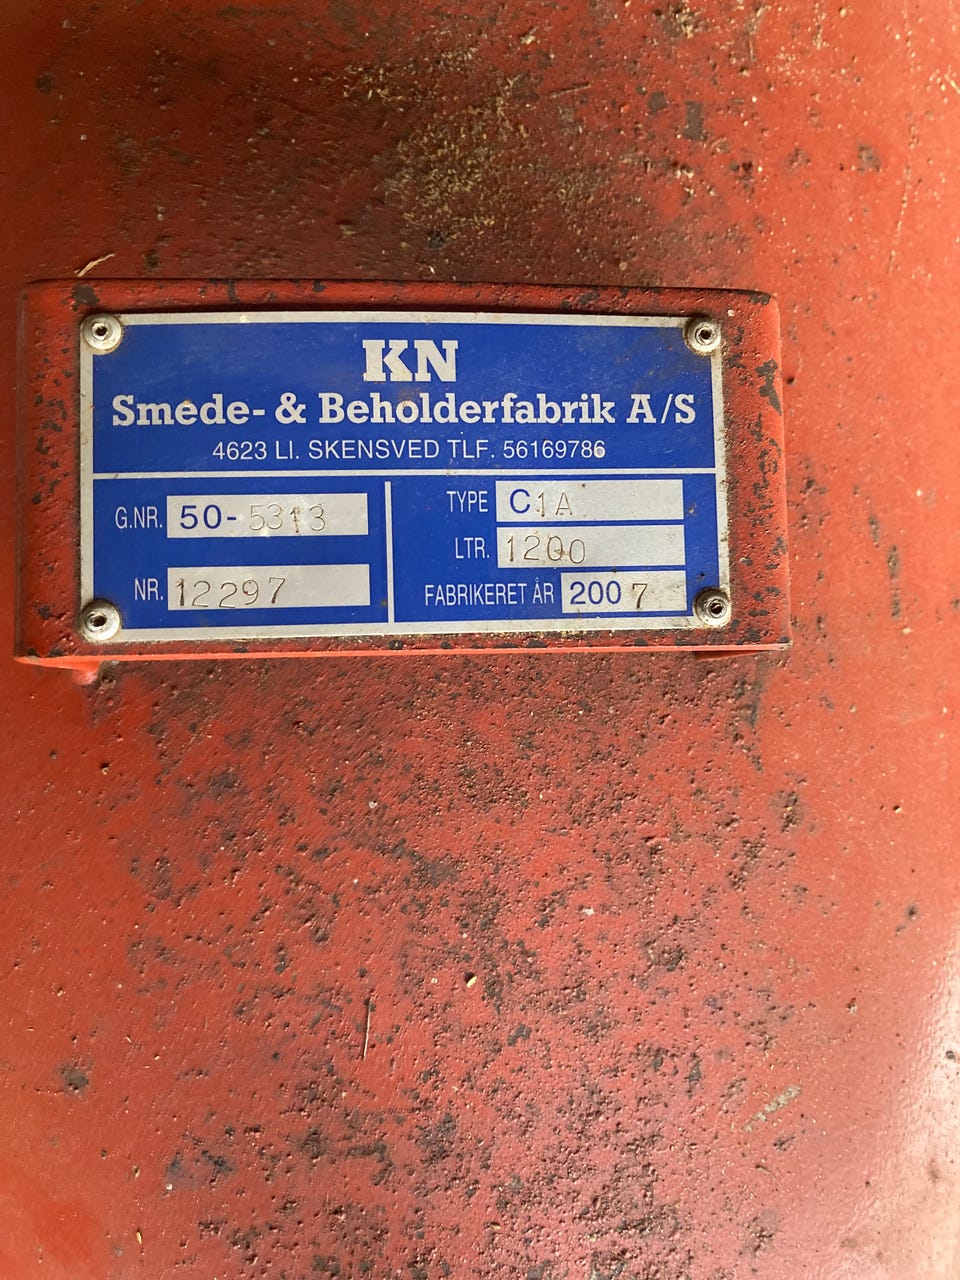 KN
Smede- & Beholderfabrik A/S
4623 Ll. SKENSVED TLF. 56169786
G.NR. 50-5313
NR. 12297
TYPE C1A
LTR. 1200
FABRIKERET ÅR 2007